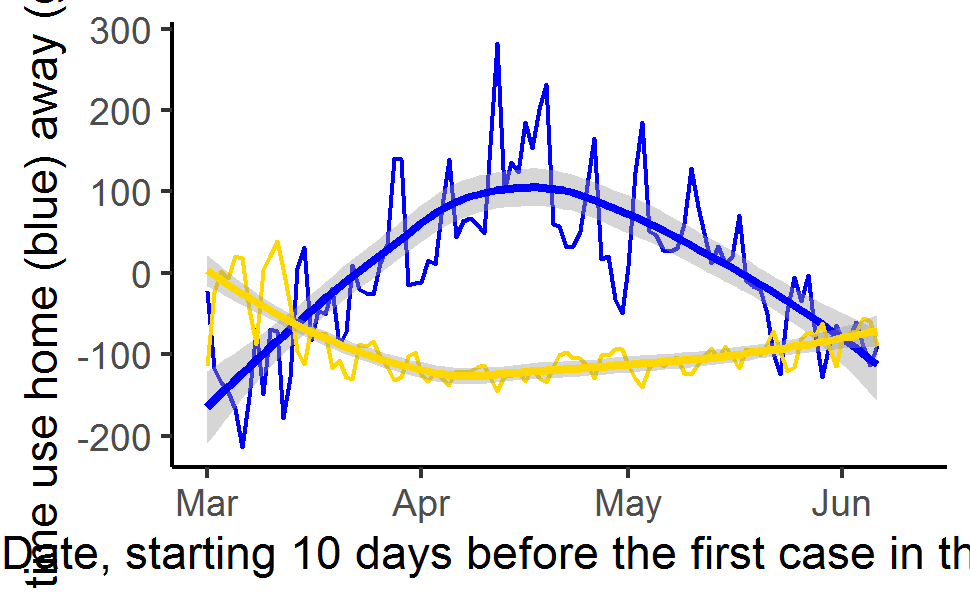 time use home (blue) away (
300
200
100
0
-100
-200
Mar Apr May Jun
Date, starting 10 days before the first case in th